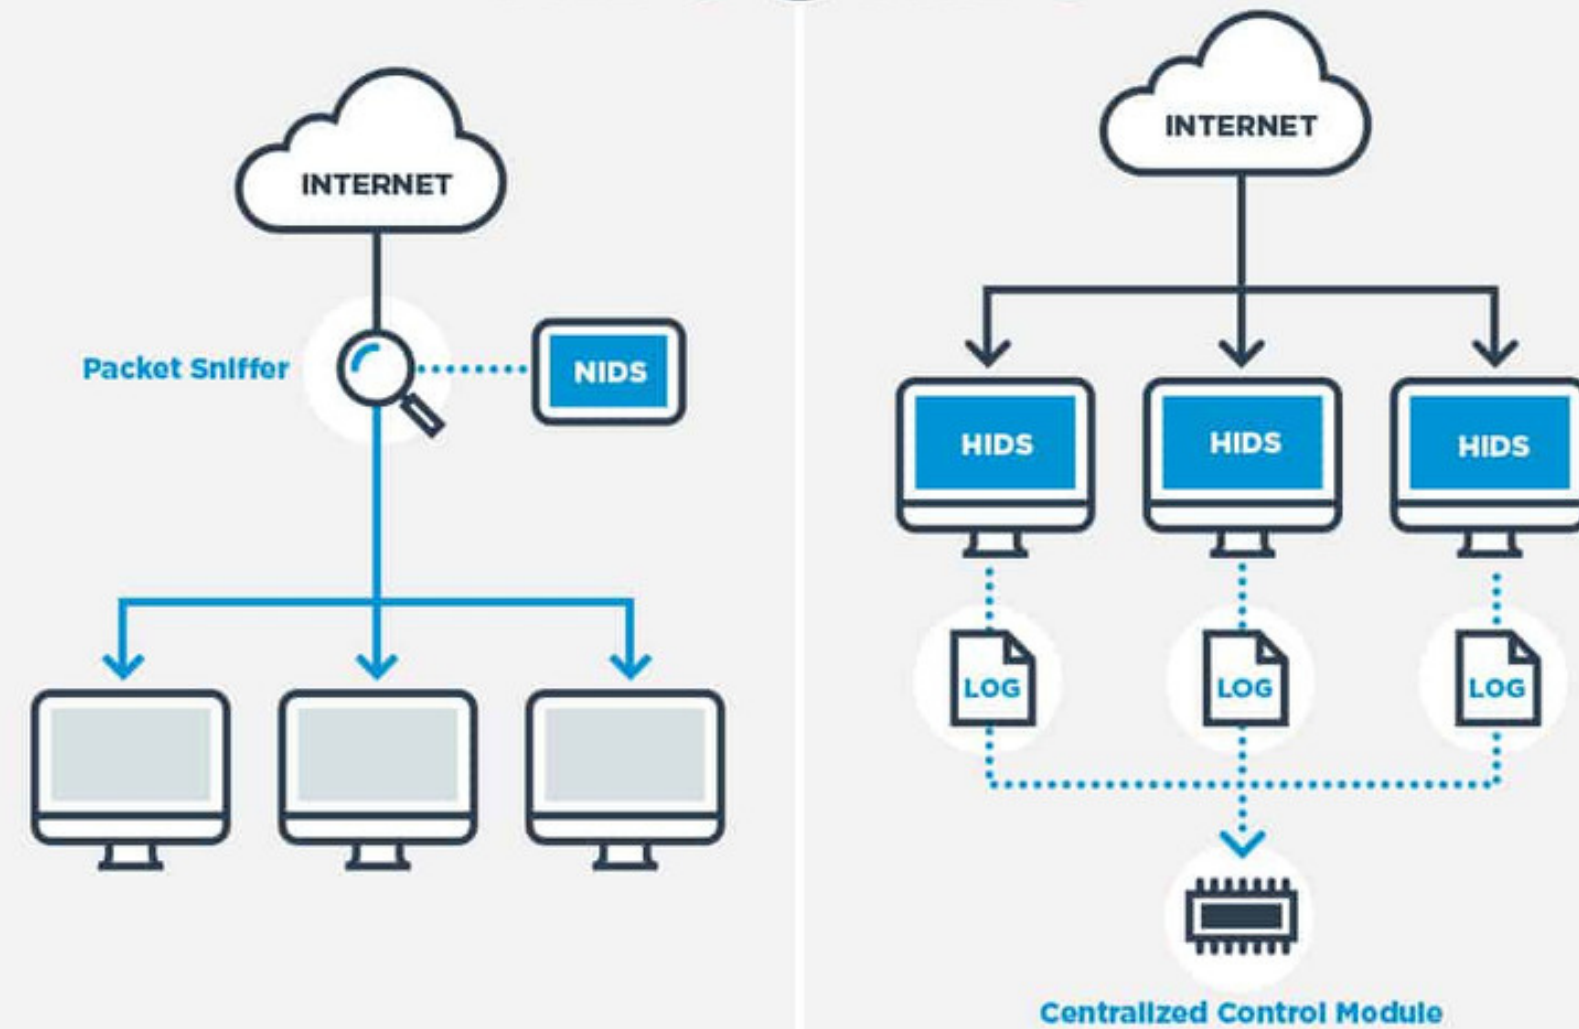 INTERNET
Packet Sniffer
NIDS
INTERNET
HIDS
HIDS
HIDS
LOG
LOG
LOG
Centralized Control Module